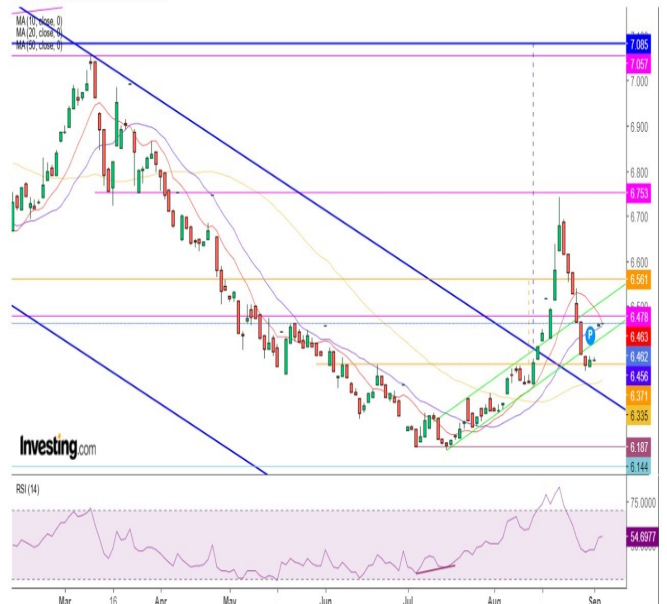 MA (10, close, 0)
MA (20, close, 0)
MA (50, close, 0)
7.085
7.057
7.000
6.900
6.800
6.753
6.700
6.600
6.561
6.478
6.463
6.462
6.456
6.371
6.335
6.187
6.144
P
Investing.com
RSI (14)
75.0000
54.6977
Mar
16
Apr
May
Jun
Jul
Aug
Sep